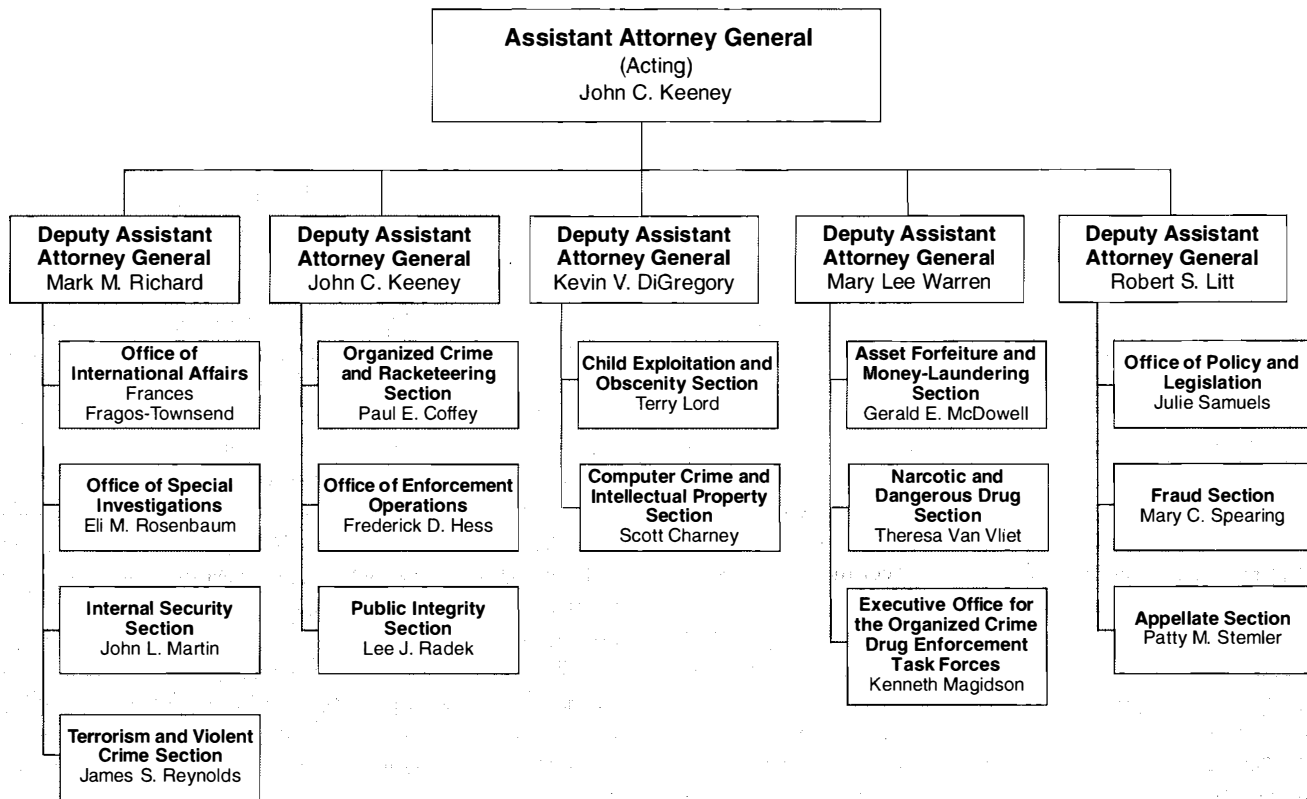 Assistant Attorney General
(Acting)
John C. Keeney
Deputy Assistant
Attorney General
Mark M. Richard
Office of
International Affairs
Frances
Fragos-Townsend
Office of Special
Investigations
Eli M. Rosenbaum
Internal Security
Section
John L. Martin
Terrorism and Violent
Crime Section
James S. Reynolds
Deputy Assistant
Attorney General
John C. Keeney
Organized Crime
and Racketeering
Section
Paul E. Coffey
Office of Enforcement
Operations
Frederick D. Hess
Public Integrity
Section
Lee J. Radek
Deputy Assistant
Attorney General
Kevin V. DiGregory
Child Exploitation and
Obscenity Section
Terry Lord
Computer Crime and
Intellectual Property
Section
Scott Charney
Deputy Assistant
Attorney General
Mary Lee Warren
Asset Forfeiture and
Money-Laundering
Section
Gerald E. McDowell
Narcotic and
Dangerous Drug
Section
Theresa Van Vliet
Executive Office for
the Organized Crime
Drug Enforcement
Task Forces
Kenneth Magidson
Deputy Assistant
Attorney General
Robert S. Litt
Office of Policy and
Legislation
Julie Samuels
Fraud Section
Mary C. Spearing
Appellate Section
Patty M. Stemler